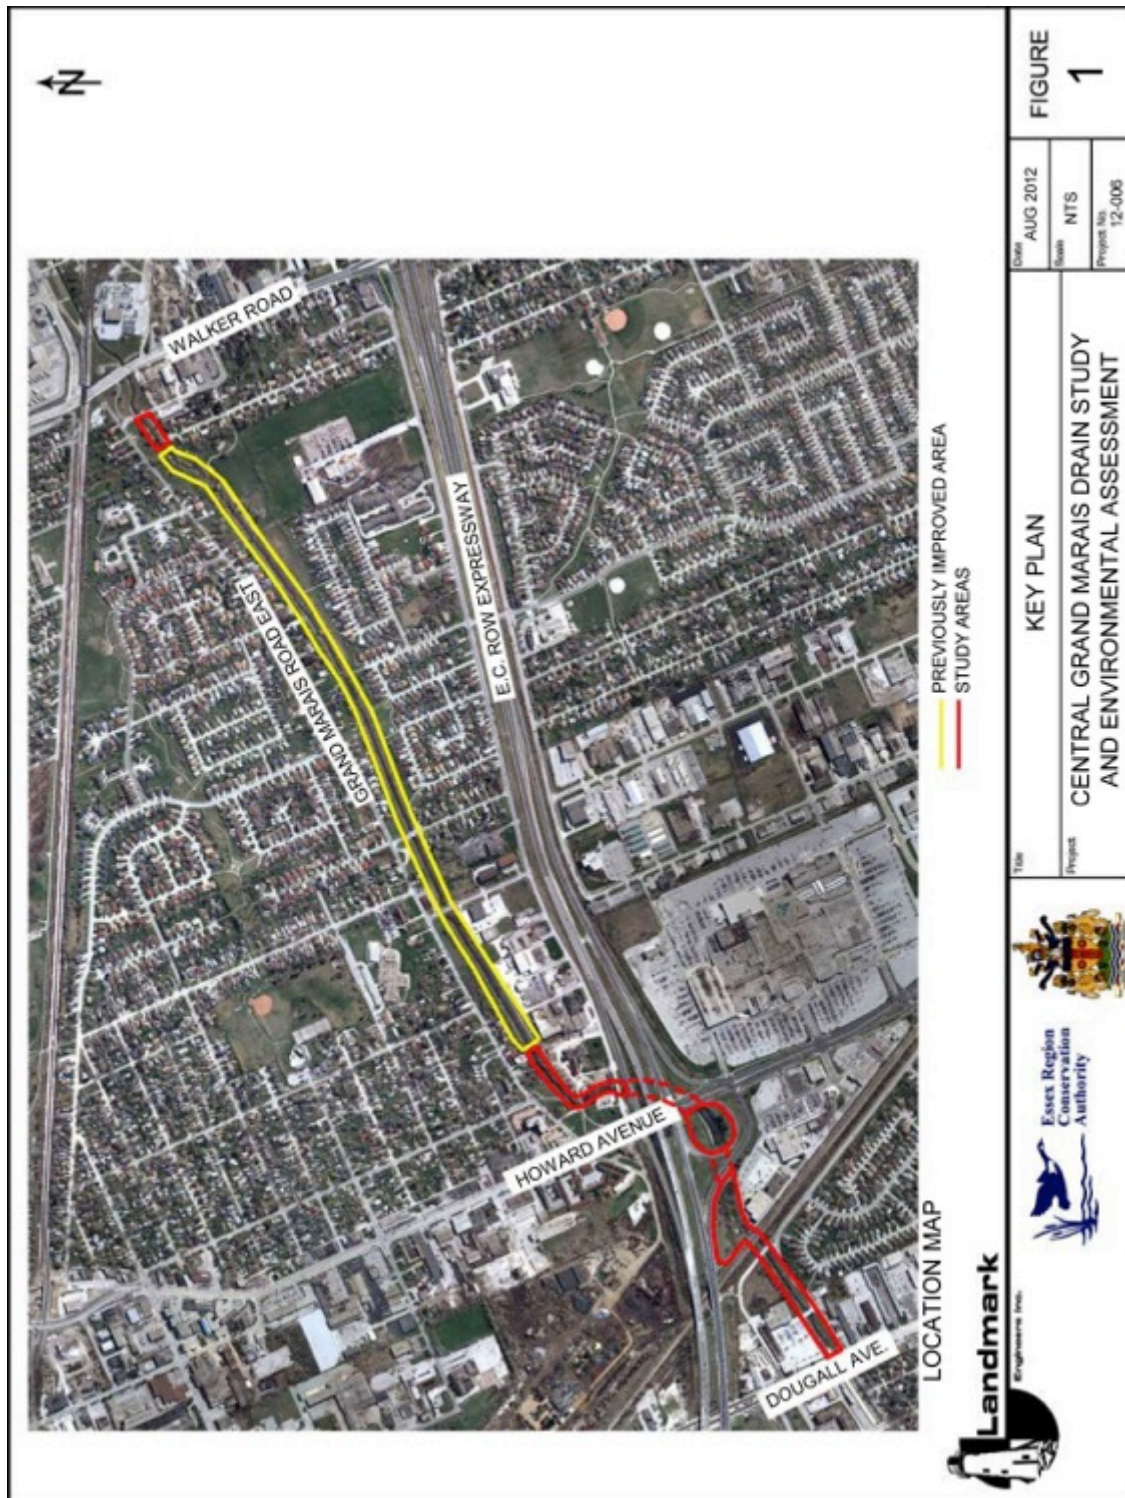 N
WALKER ROAD
GRAND MARAIS ROAD EAST
E.C. ROW EXPRESSWAY
HOWARD AVENUE
DOUGALL AVE.
LOCATION MAP
PREVIOUSLY IMPROVED AREA
STUDY AREAS
Landmark
Engineers Inc.
Essex Region
Conservation
Authority
Title
KEY PLAN
Project
CENTRAL GRAND MARAIS DRAIN STUDY
AND ENVIRONMENTAL ASSESSMENT
Date
AUG 2012
Scale
NTS
Project No.
12-006
FIGURE
1